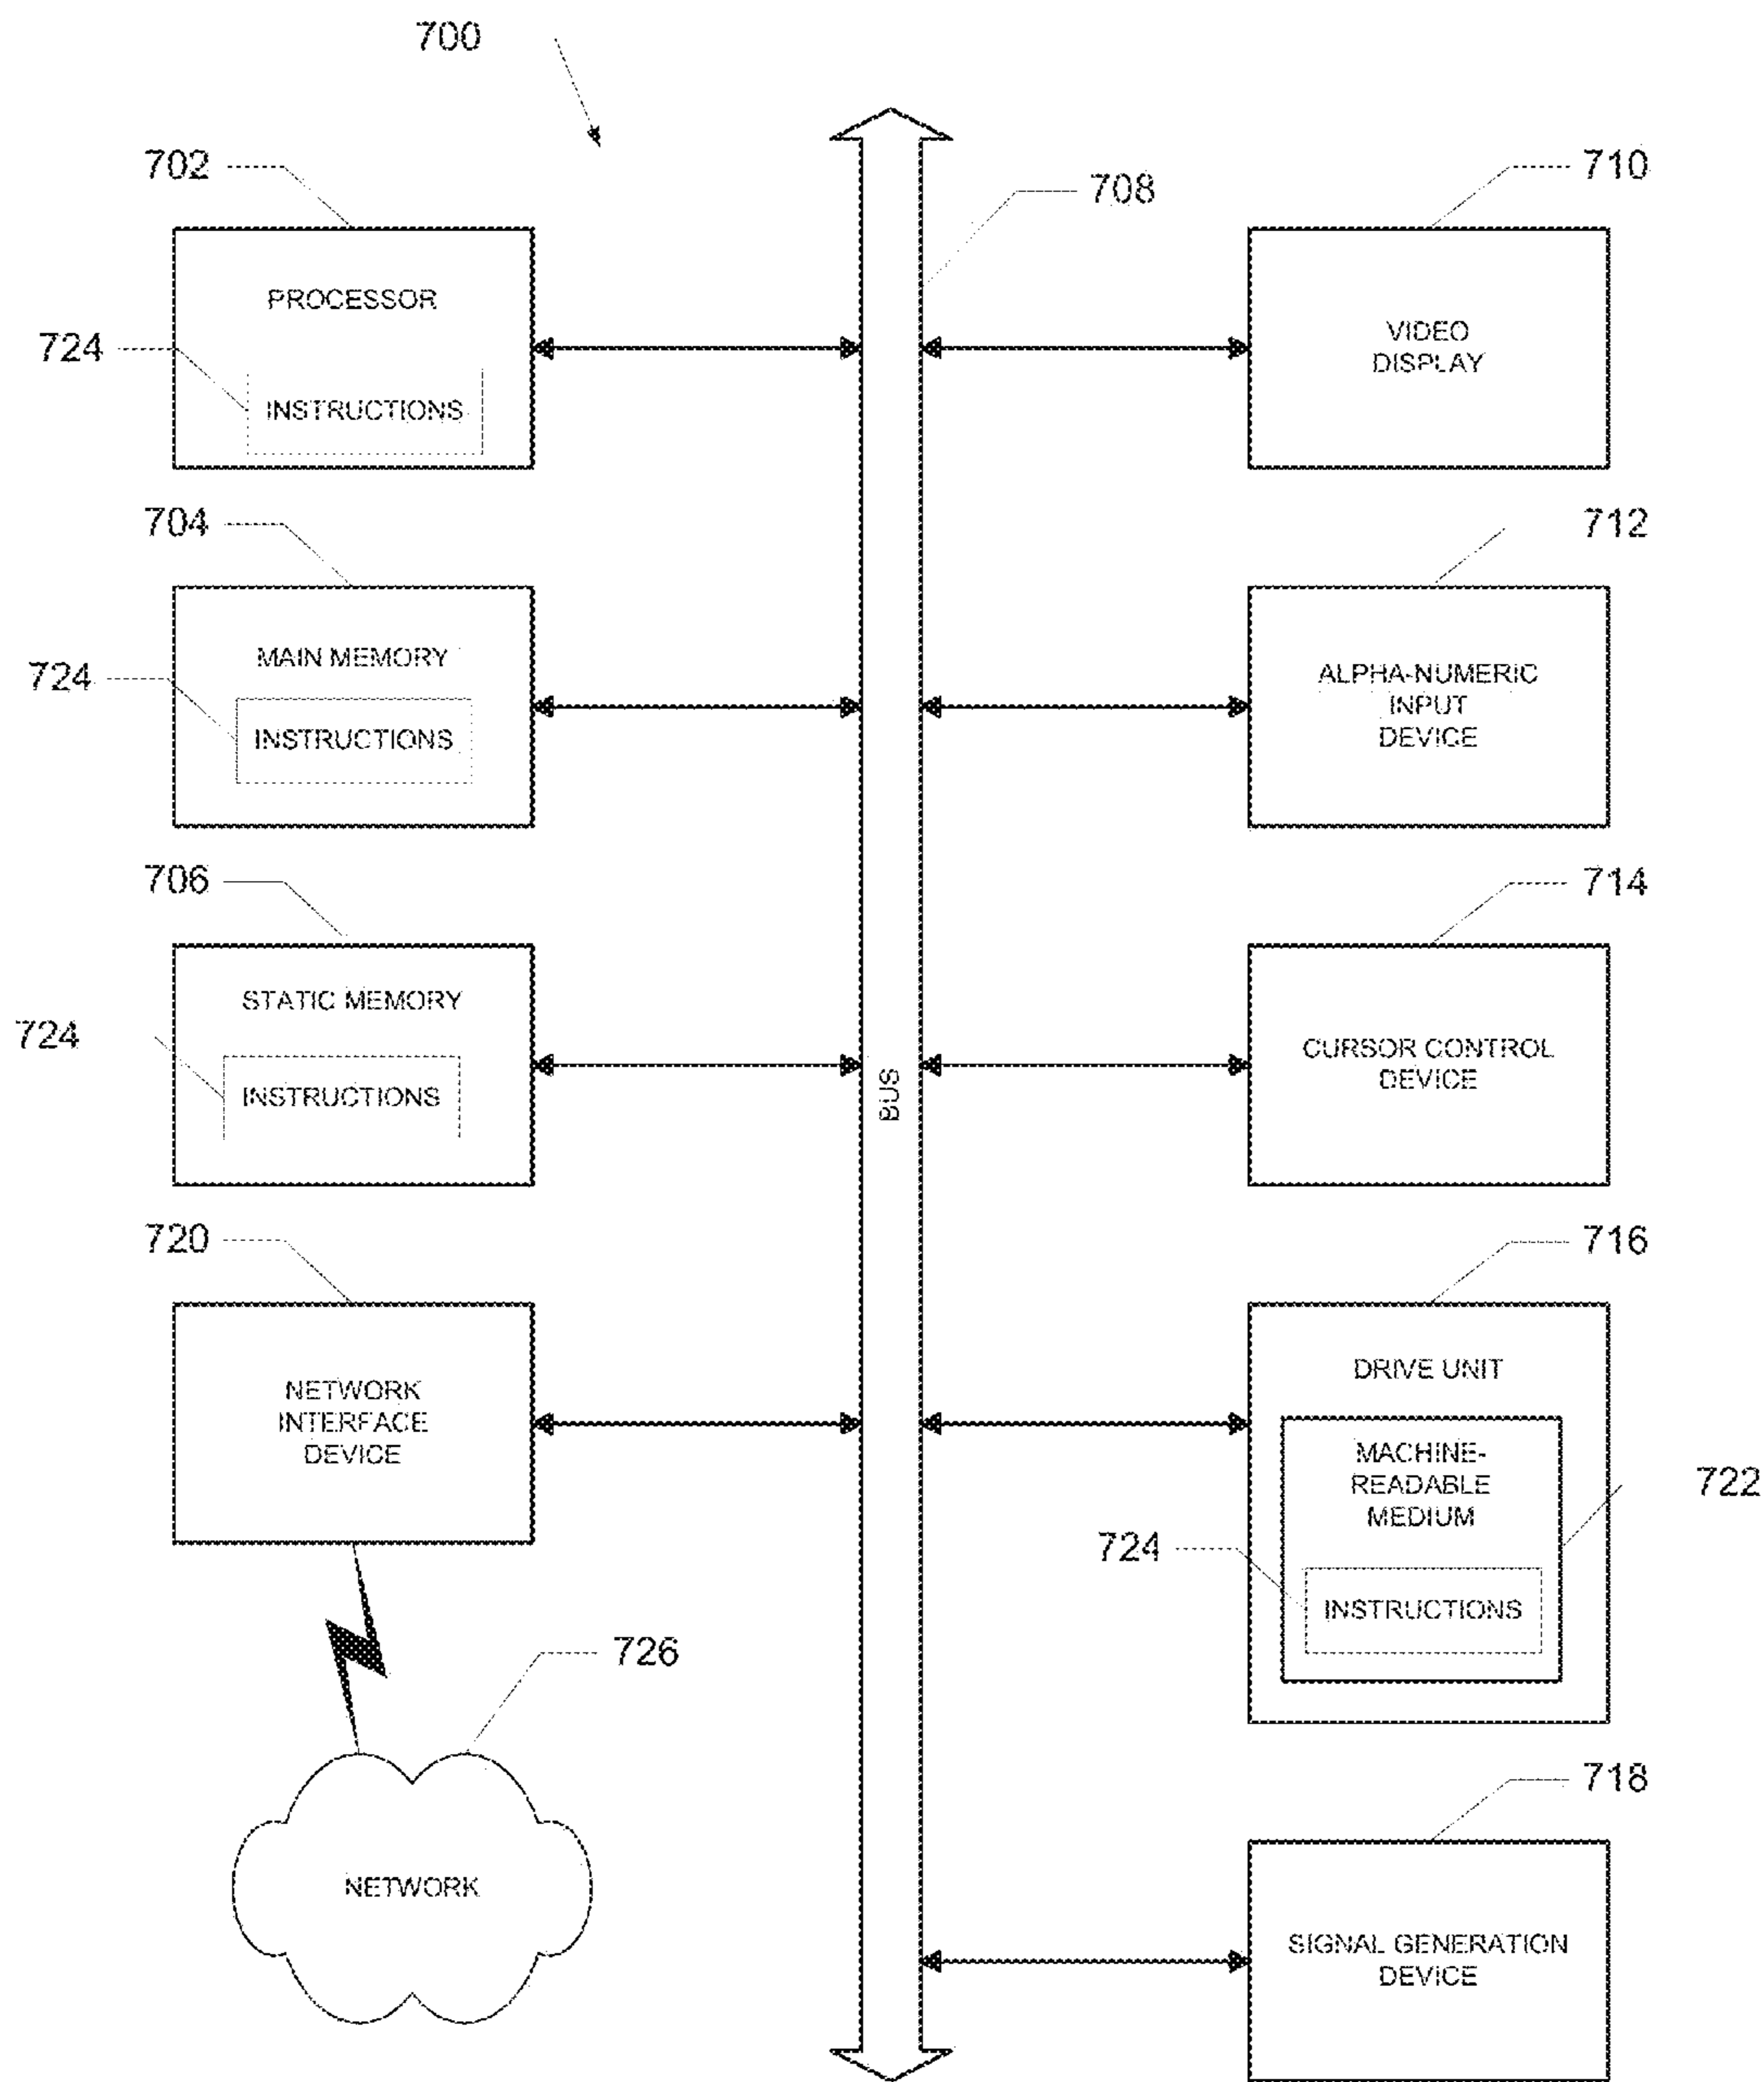 700
702
708
710
PROCESSOR
724
INSTRUCTIONS
VIDEO
DISPLAY
704
712
MAIN MEMORY
724
INSTRUCTIONS
ALPHA-NUMERIC
INPUT
DEVICE
706
714
STATIC MEMORY
724
INSTRUCTIONS
CURSOR CONTROL
DEVICE
BUS
720
716
NETWORK
INTERFACE
DEVICE
DRIVE UNIT
MACHINE-
READABLE
MEDIUM
722
724
INSTRUCTIONS
726
NETWORK
718
SIGNAL GENERATION
DEVICE